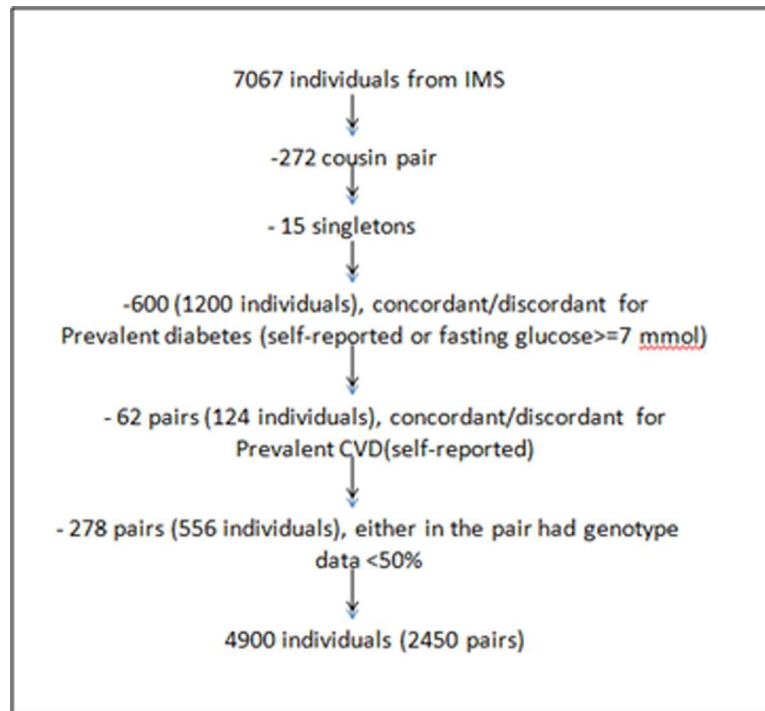 7067 individuals from IMS
-272 cousin pair
- 15 singletons
-600 (1200 individuals), concordant/discordant for
Prevalent diabetes (self-reported or fasting glucose>=7 mmol)
- 62 pairs (124 individuals), concordant/discordant for
Prevalent CVD(self-reported)
- 278 pairs (556 individuals), either in the pair had genotype
data <50%
4900 individuals (2450 pairs)